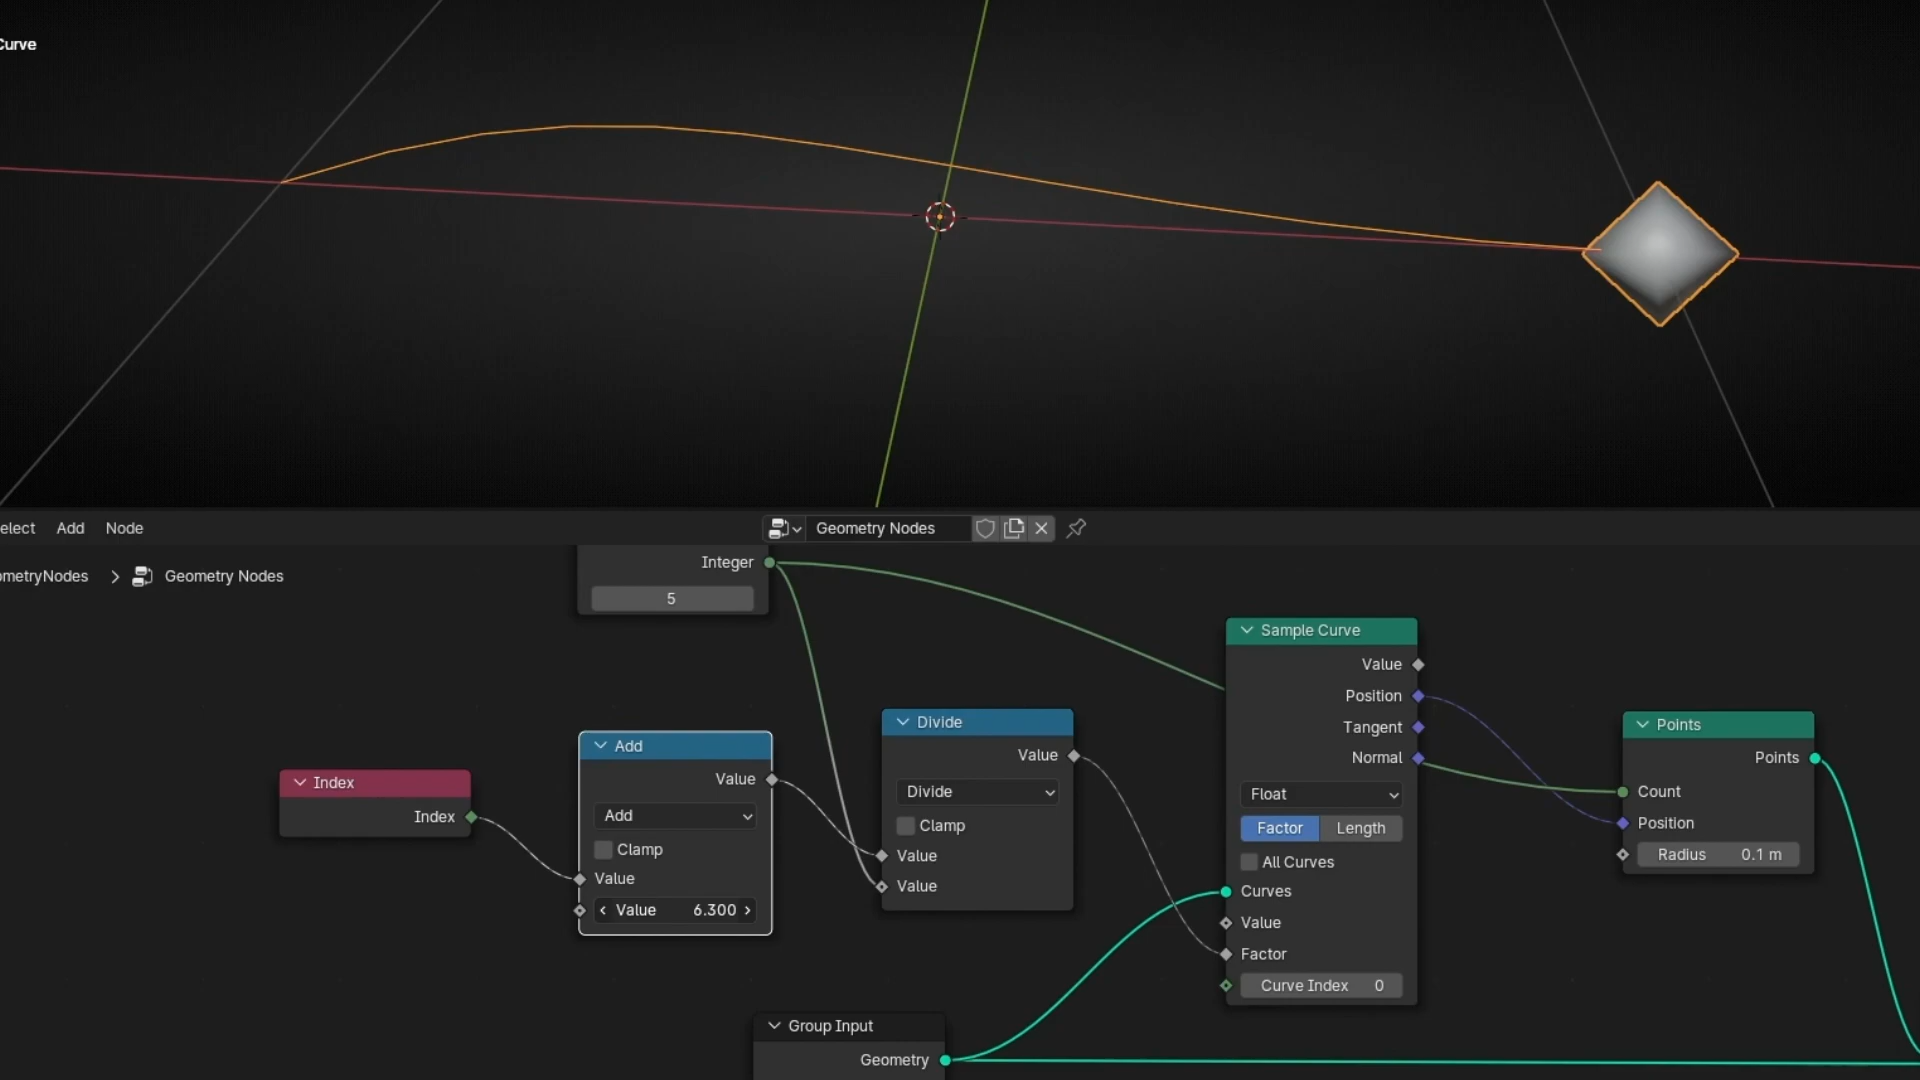 Curve
elect Add Node Geometry Nodes
ometryNodes > Geometry Nodes
Integer
5
Sample Curve
Value
Position
Tangent
Normal
Float
Factor Length
All Curves
Curves
Value
Factor
Curve Index 0
Divide
Value
Divide
Clamp
Value
Value
Points
Points
Count
Position
Radius 0.1 m
Add
Value
Add
Clamp
Value
Value 6.300
Index
Index
Group Input
Geometry